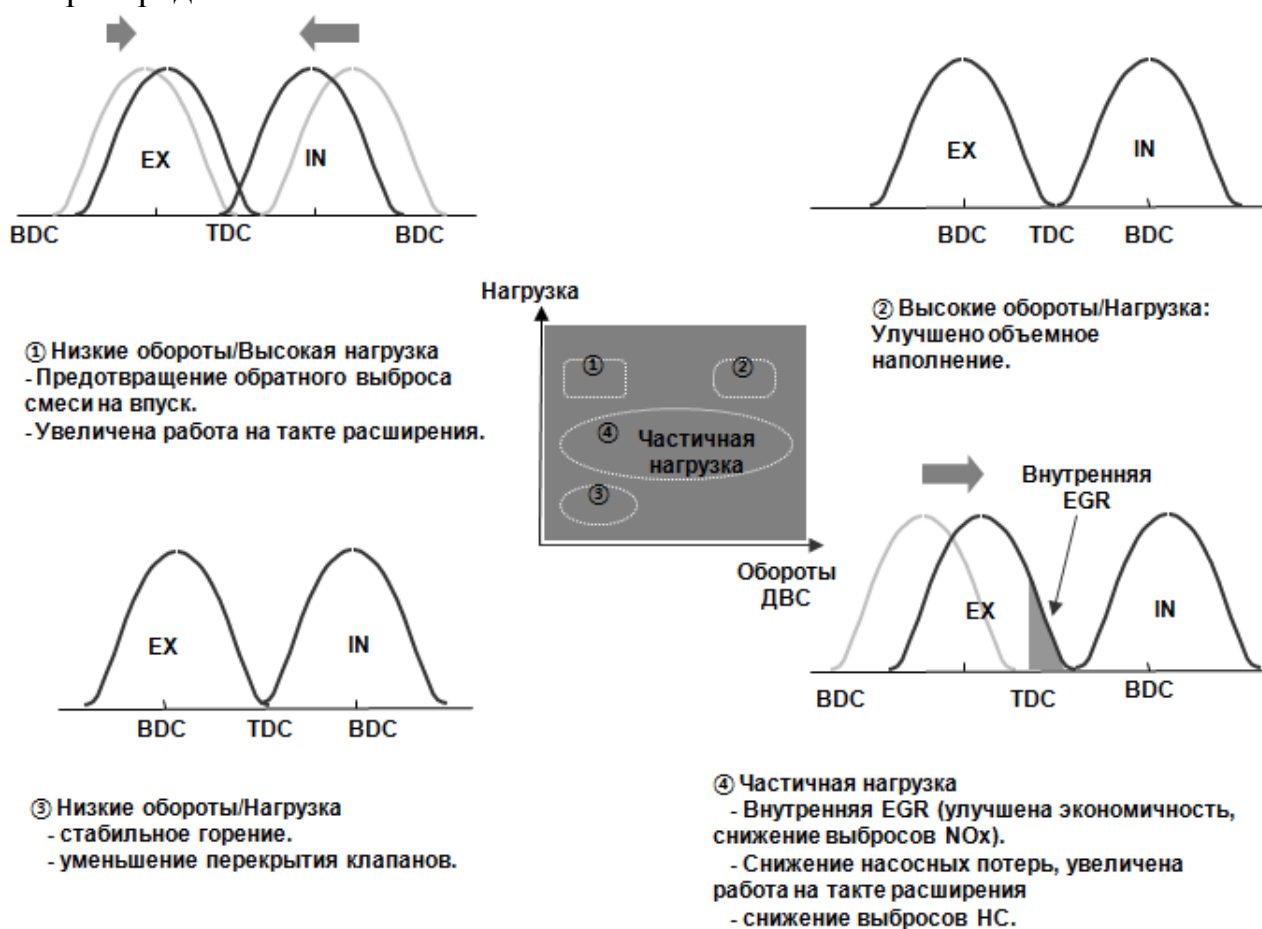 EX
IN
BDC
TDC
BDC
EX
IN
BDC
TDC
BDC
① Низкие обороты/Высокая нагрузка
- Предотвращение обратного выброса
смеси на впуск.
- Увеличена работа на такте расширения.
Нагрузка
①
②
④ Частичная
нагрузка
③
Обороты
ДВС
② Высокие обороты/Нагрузка:
Улучшено объемное
наполнение.
EX
IN
BDC
TDC
BDC
Внутренняя
EGR
EX
IN
BDC
TDC
BDC
③ Низкие обороты/Нагрузка
- стабильное горение.
- уменьшение перекрытия клапанов.
④ Частичная нагрузка
- Внутренняя EGR (улучшена экономичность,
снижение выбросов NOx).
- Снижение насосных потерь, увеличена
работа на такте расширения
- снижение выбросов HC.